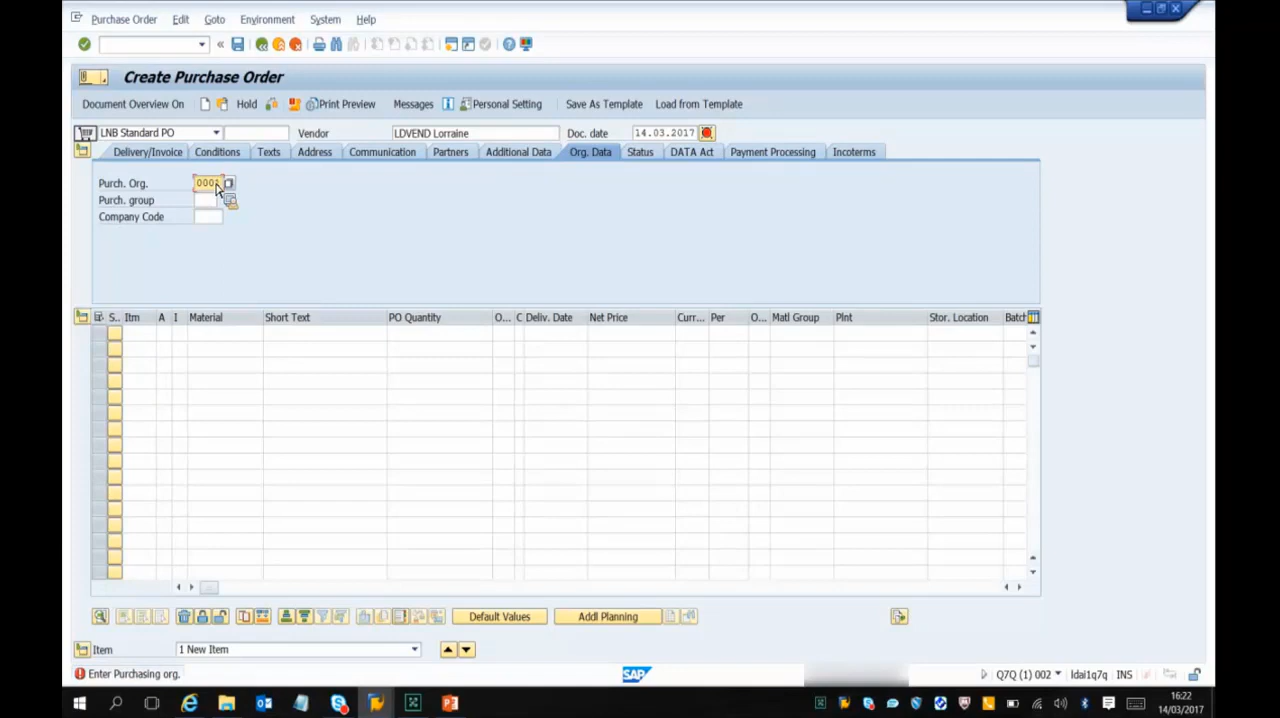 Purchase Order Edit Goto Environment System Help
Create Purchase Order
Document Overview On Hold Print Preview Messages Personal Setting Save As Template Load from Template
LNB Standard PO Vendor LDVEND Lorraine Doc. date 14.03.2017
Delivery/Invoice Conditions Texts Address Communication Partners Additional Data Org. Data Status DATA Act Payment Processing Incoterms
Purch. Org.
Purch. group
Company Code
S.. Itm A I Material Short Text PO Quantity O... C Deliv. Date Net Price Curr... Per O... Matl Group Plnt Stor. Location Batch
Default Values Addl Planning
Item 1 New Item
Enter Purchasing org. SAP Q7Q (1) 002 ldai1q7q INS
16:22
14/03/2017